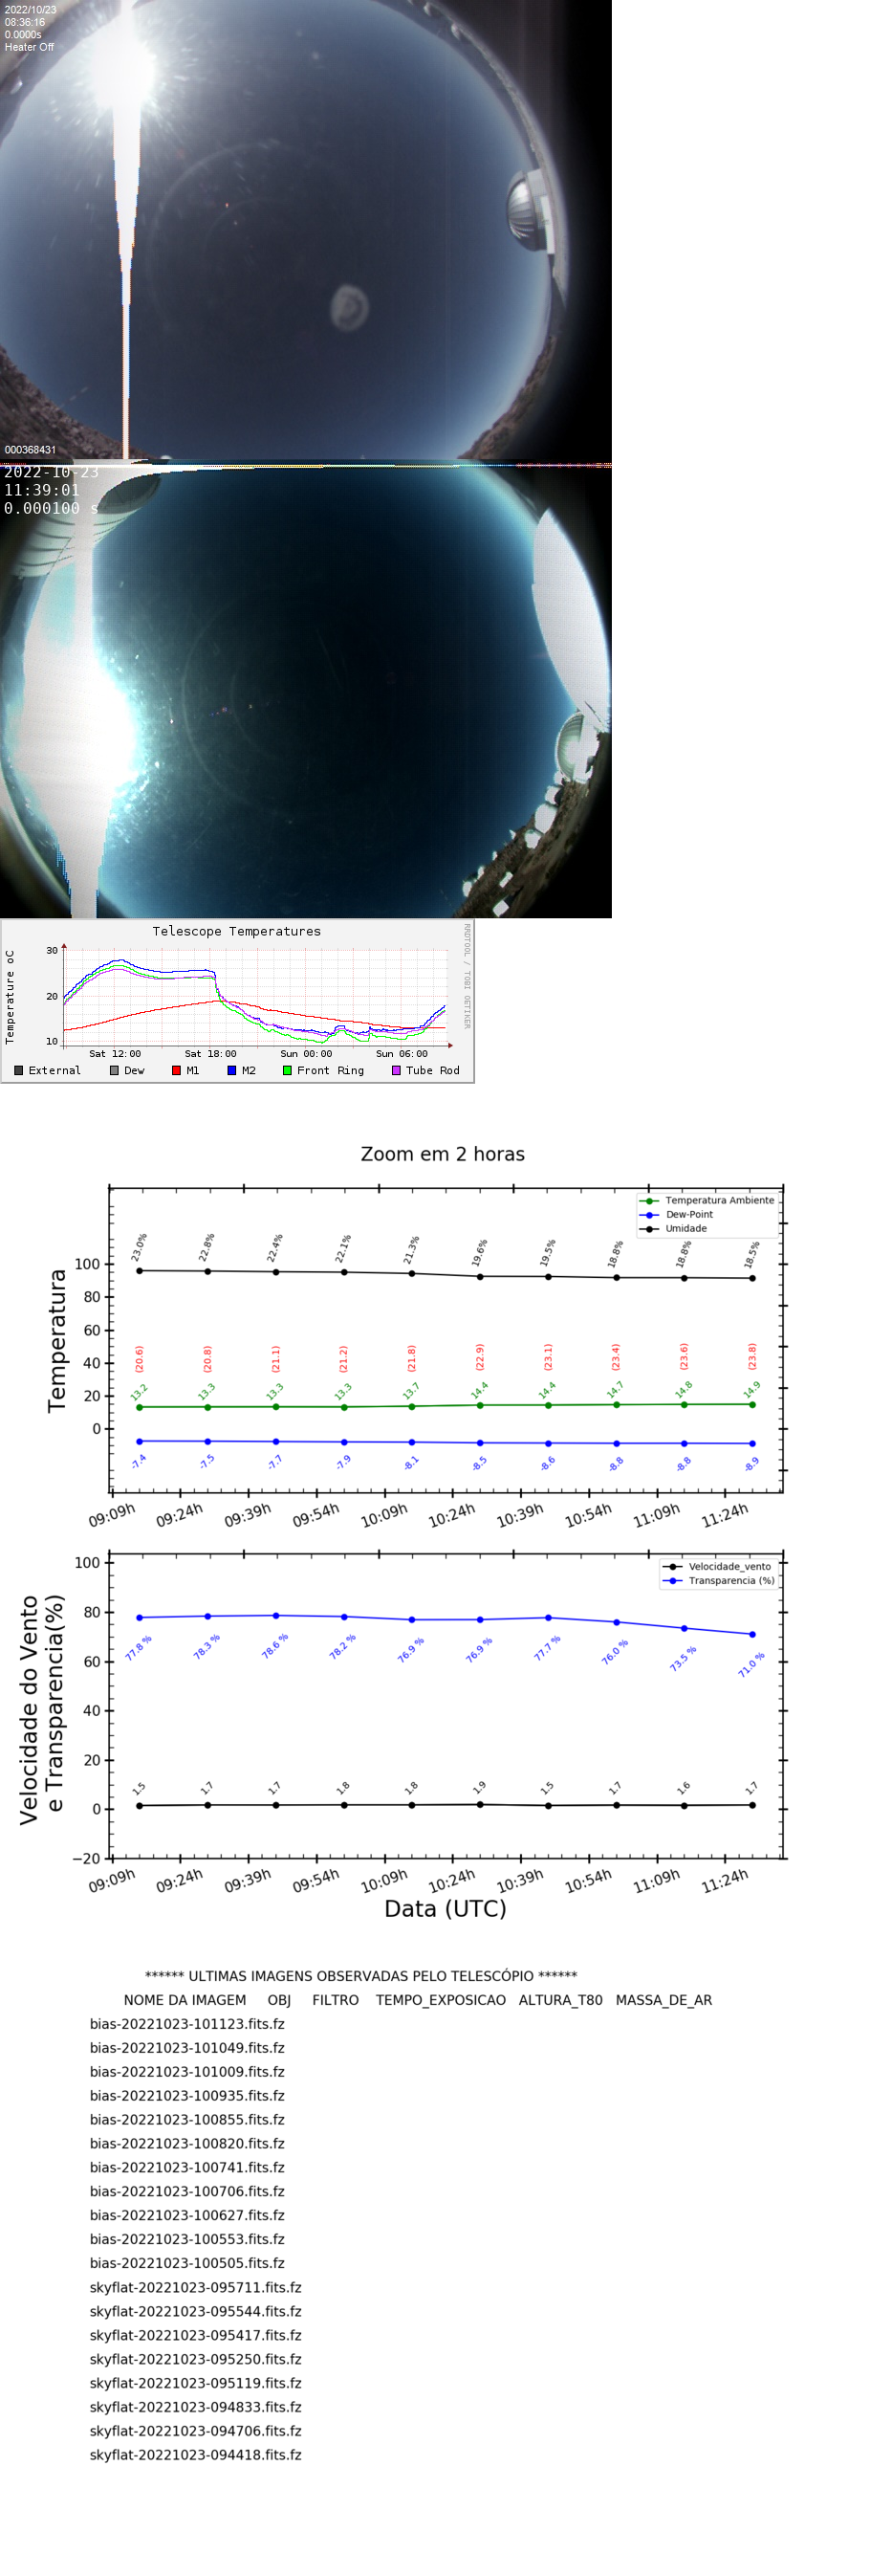 2022/10/23
08:36:16
0.0000s
Heater Off
000368431
2022-10-23
11:39:01
0.000100 s
Telescope Temperatures
RRDTOOL / TOBI OETIKER
Temperature oC
30
20
10
Sat 12:00 Sat 18:00 Sun 00:00 Sun 06:00
External Dew M1 M2 Front Ring Tube Rod
Zoom em 2 horas
Temperatura Ambiente
Dew-Point
Umidade
Temperatura
100
80
60
40
20
0
23.0% 22.8% 22.4% 22.1% 21.3% 19.6% 19.5% 18.8% 18.8% 18.5%
(20.6) (20.8) (21.1) (21.2) (21.8) (22.9) (23.1) (23.4) (23.6) (23.8)
13.2 13.3 13.3 13.3 13.7 14.4 14.4 14.7 14.8 14.9
-7.4 -7.5 -7.7 -7.9 -8.1 -8.5 -8.6 -8.8 -8.8 -8.9
09:09h 09:24h 09:39h 09:54h 10:09h 10:24h 10:39h 10:54h 11:09h 11:24h
Velocidade_vento
Transparencia (%)
Velocidade do Vento
e Transparencia(%)
100
80
60
40
20
0
−20
77.8 % 78.3 % 78.6 % 78.2 % 76.9 % 76.9 % 77.7 % 76.0 % 73.5 % 71.0 %
1.5 1.7 1.7 1.8 1.8 1.9 1.5 1.7 1.6 1.7
09:09h 09:24h 09:39h 09:54h 10:09h 10:24h 10:39h 10:54h 11:09h 11:24h
Data (UTC)
****** ULTIMAS IMAGENS OBSERVADAS PELO TELESCÓPIO ******
NOME DA IMAGEM OBJ FILTRO TEMPO_EXPOSICAO ALTURA_T80 MASSA_DE_AR
bias-20221023-101123.fits.fz
bias-20221023-101049.fits.fz
bias-20221023-101009.fits.fz
bias-20221023-100935.fits.fz
bias-20221023-100855.fits.fz
bias-20221023-100820.fits.fz
bias-20221023-100741.fits.fz
bias-20221023-100706.fits.fz
bias-20221023-100627.fits.fz
bias-20221023-100553.fits.fz
bias-20221023-100505.fits.fz
skyflat-20221023-095711.fits.fz
skyflat-20221023-095544.fits.fz
skyflat-20221023-095417.fits.fz
skyflat-20221023-095250.fits.fz
skyflat-20221023-095119.fits.fz
skyflat-20221023-094833.fits.fz
skyflat-20221023-094706.fits.fz
skyflat-20221023-094418.fits.fz